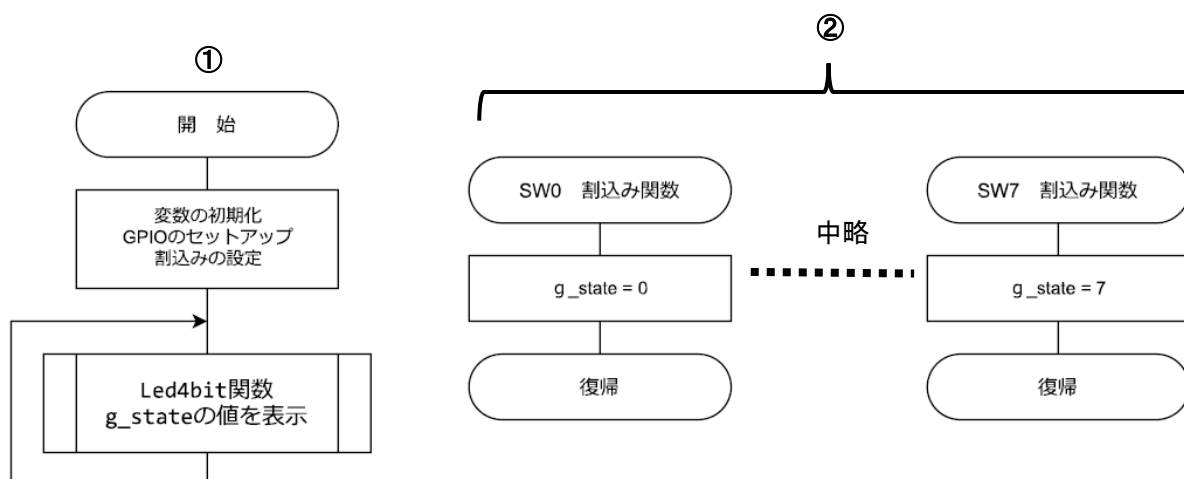 ①
開　始
変数の初期化
GPIOのセットアップ
割込みの設定
Led4bit関数
g_stateの値を表示
②
SW0　割込み関数
g_state = 0
復帰
中略
SW7　割込み関数
g_state = 7
復帰